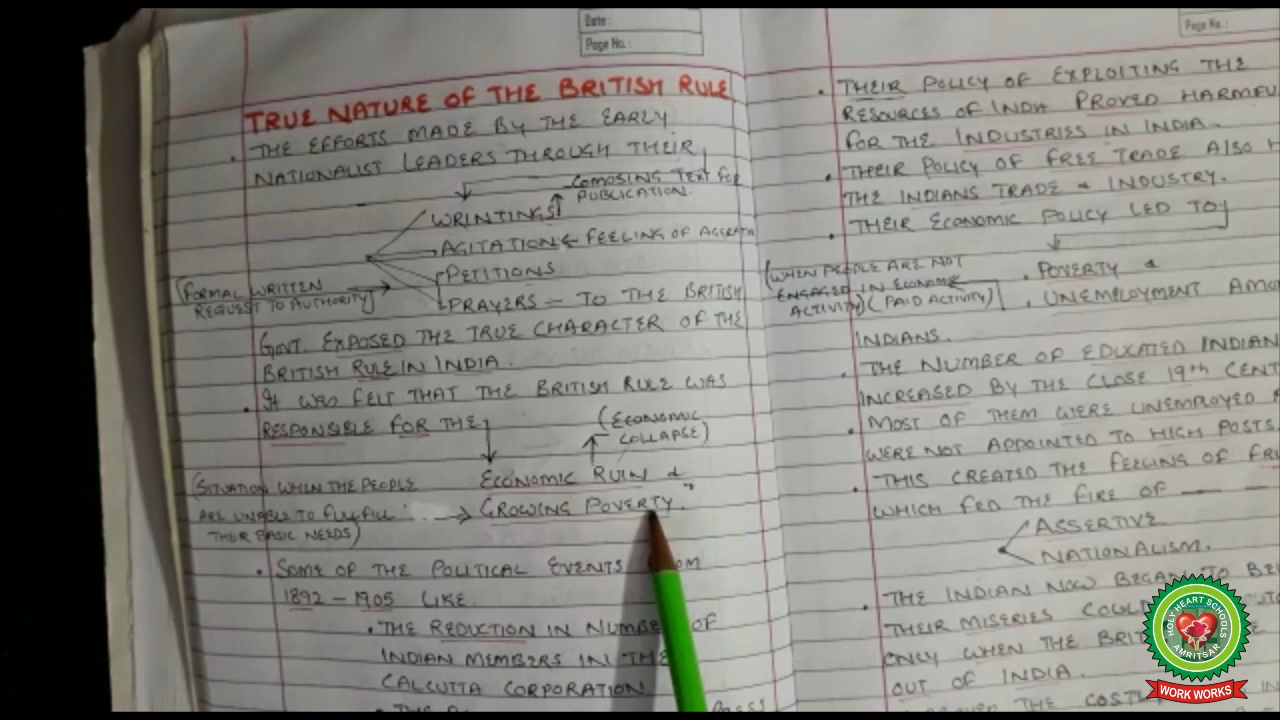 Date :
Page No. :
TRUE NATURE OF THE BRITISH RULE
. THE EFFORTS MADE BY THE EARLY
NATIONALIST LEADERS THROUGH THEIR
COMOSING TEXT FOR
PUBLICATION
WRINTINGS
AGITATIONS FEELING OF
PETITIONS
(FORMAL WRITTEN
REQUEST TO AUTHORITY)
PRAYERS – TO THE BRITISH
GOVT. EXPOSED THE TRUE CHARACTER OF THE
BRITISH RULE IN INDIA.
. IT WAS FELT THAT THE BRITISH RULE WAS
RESPONSIBLE FOR THE
(ECONOMIC
COLLAPSE)
(SITUATION WHEN THE PEOPLE
ARE UNABLE TO FULLFILL
THEIR BASIC NEEDS)
ECONOMIC RUIN &
GROWING POVERTY.
. SOME OF THE POLITICAL EVENTS
1892 – 1905 LIKE.
. THE REDUCTION IN NUMBER OF
INDIAN MEMBERS IN THE
CALCUTTA CORPORATION
Page No. :
. THEIR POLICY OF EXPLOITING THE
RESOURCES OF INDIA PROVED
FOR THE INDUSTRIES IN INDIA.
. THEIR POLICY OF FREE TRADE ALSO
THE INDIANS TRADE & INDUSTRY.
. THEIR ECONOMIC POLICY LED TO
(WHEN PEOPLE ARE NOT
ENGAGED IN ECONOMIC
ACTIVITY) (PAID ACTIVITY)
. POVERTY &
. UNEMPLOYMENT
INDIANS.
. THE NUMBER OF EDUCATED INDIAN
INCREASED BY THE CLOSE 19th
. MOST OF THEM WERE UNEMPLOYED
WERE NOT APPOINTED TO HIGH POSTS.
. THIS CREATED THE FEELING OF
WHICH FED THE FIRE OF — —
ASSERTIVE
NATIONALISM.
. THE INDIAN NOW BEGAN TO
THEIR MISERIES
ONLY WHEN THE
OUT OF INDIA.
HOLY HEART SCHOOLS
AMRITSAR
WORK WORKS